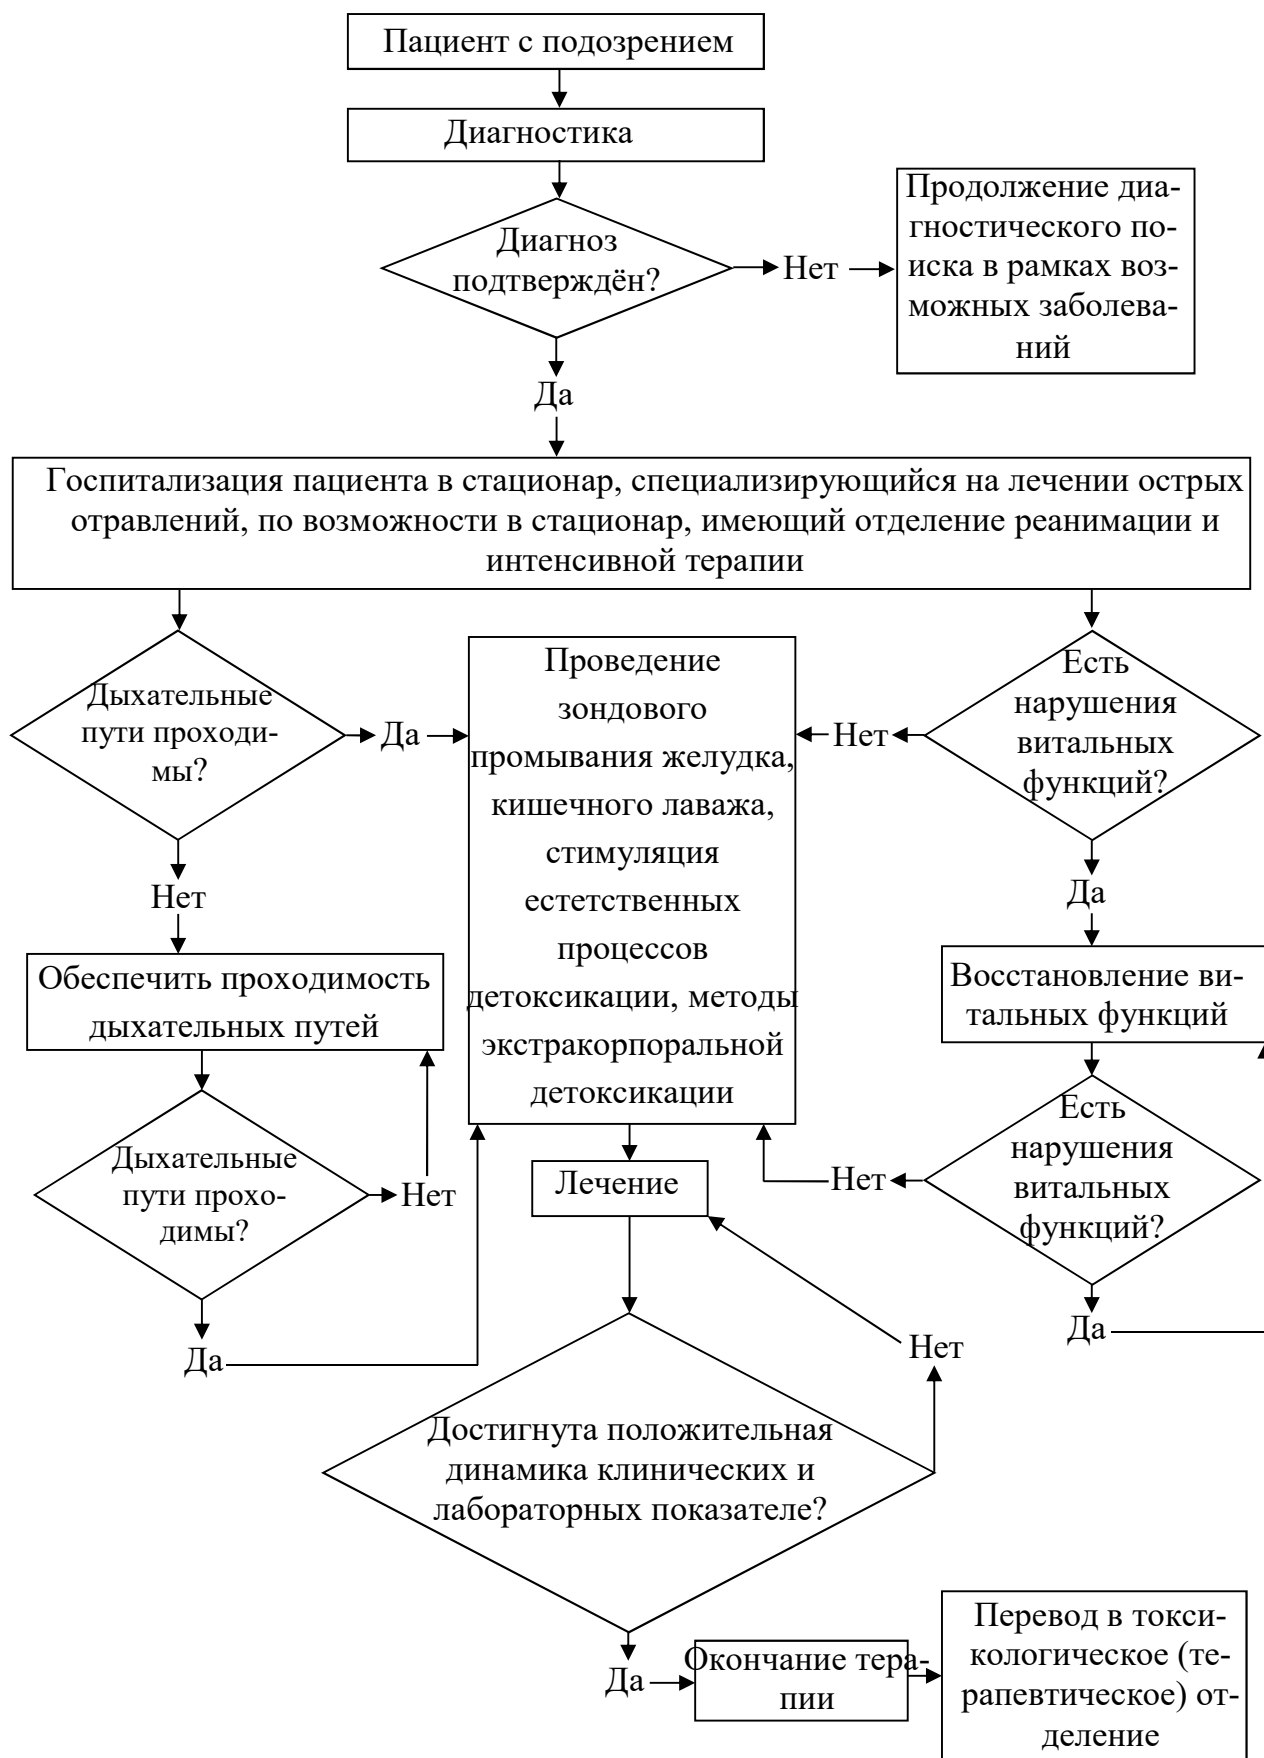 Пациент с подозрением
Диагностика
Диагноз
подтверждён?
Нет
Продолжение диа-
гностического по-
иска в рамках воз-
можных заболева-
ний
Да
Госпитализация пациента в стационар, специализирующийся на лечении острых
отравлений, по возможности в стационар, имеющий отделение реанимации и
интенсивной терапии
Дыхательные
пути проходи-
мы?
Да
Проведение
зондового
промывания желудка,
кишечного лаважа,
стимуляция
естетственных
процессов
детоксикации, методы
экстракорпоральной
детоксикации
Нет
Есть
нарушения
витальных
функций?
Нет
Да
Обеспечить проходимость
дыхательных путей
Восстановление ви-
тальных функций
Дыхательные
пути прохо-
димы?
Нет
Да
Лечение
Нет
Есть
нарушения
витальных
функций?
Да
Нет
Достигнута положительная
динамика клинических и
лабораторных показателе?
Да
Окончание тера-
пии
Перевод в токси-
кологическое (те-
рапевтическое) от-
деление